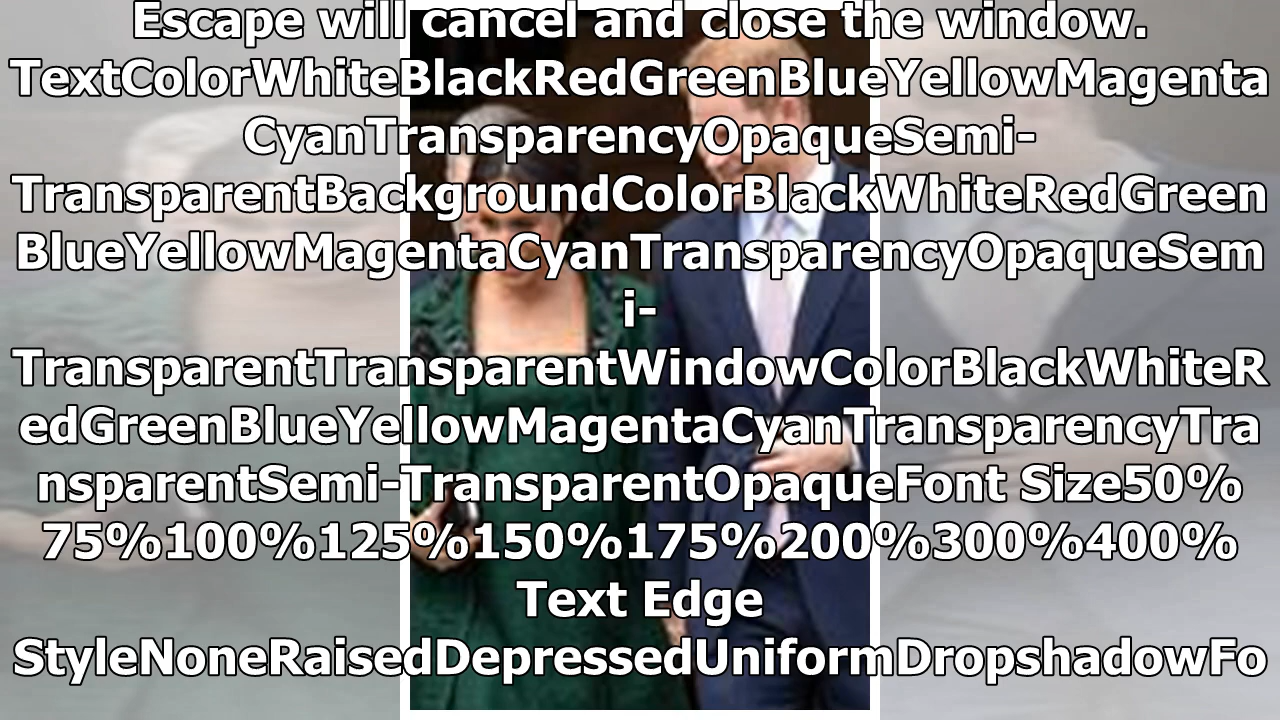 Escape will cancel and close the window.
TextColorWhiteBlackRedGreenBlueYellowMagenta
CyanTransparencyOpaqueSemi-
TransparentBackgroundColorBlackWhiteRedGreen
BlueYellowMagentaCyanTransparencyOpaqueSem
i-
TransparentTransparentWindowColorBlackWhiteR
edGreenBlueYellowMagentaCyanTransparencyTra
nsparentSemi-TransparentOpaqueFont Size50%
75%100%125%150%175%200%300%400%
Text Edge
StyleNoneRaisedDepressedUniformDropshadowFo